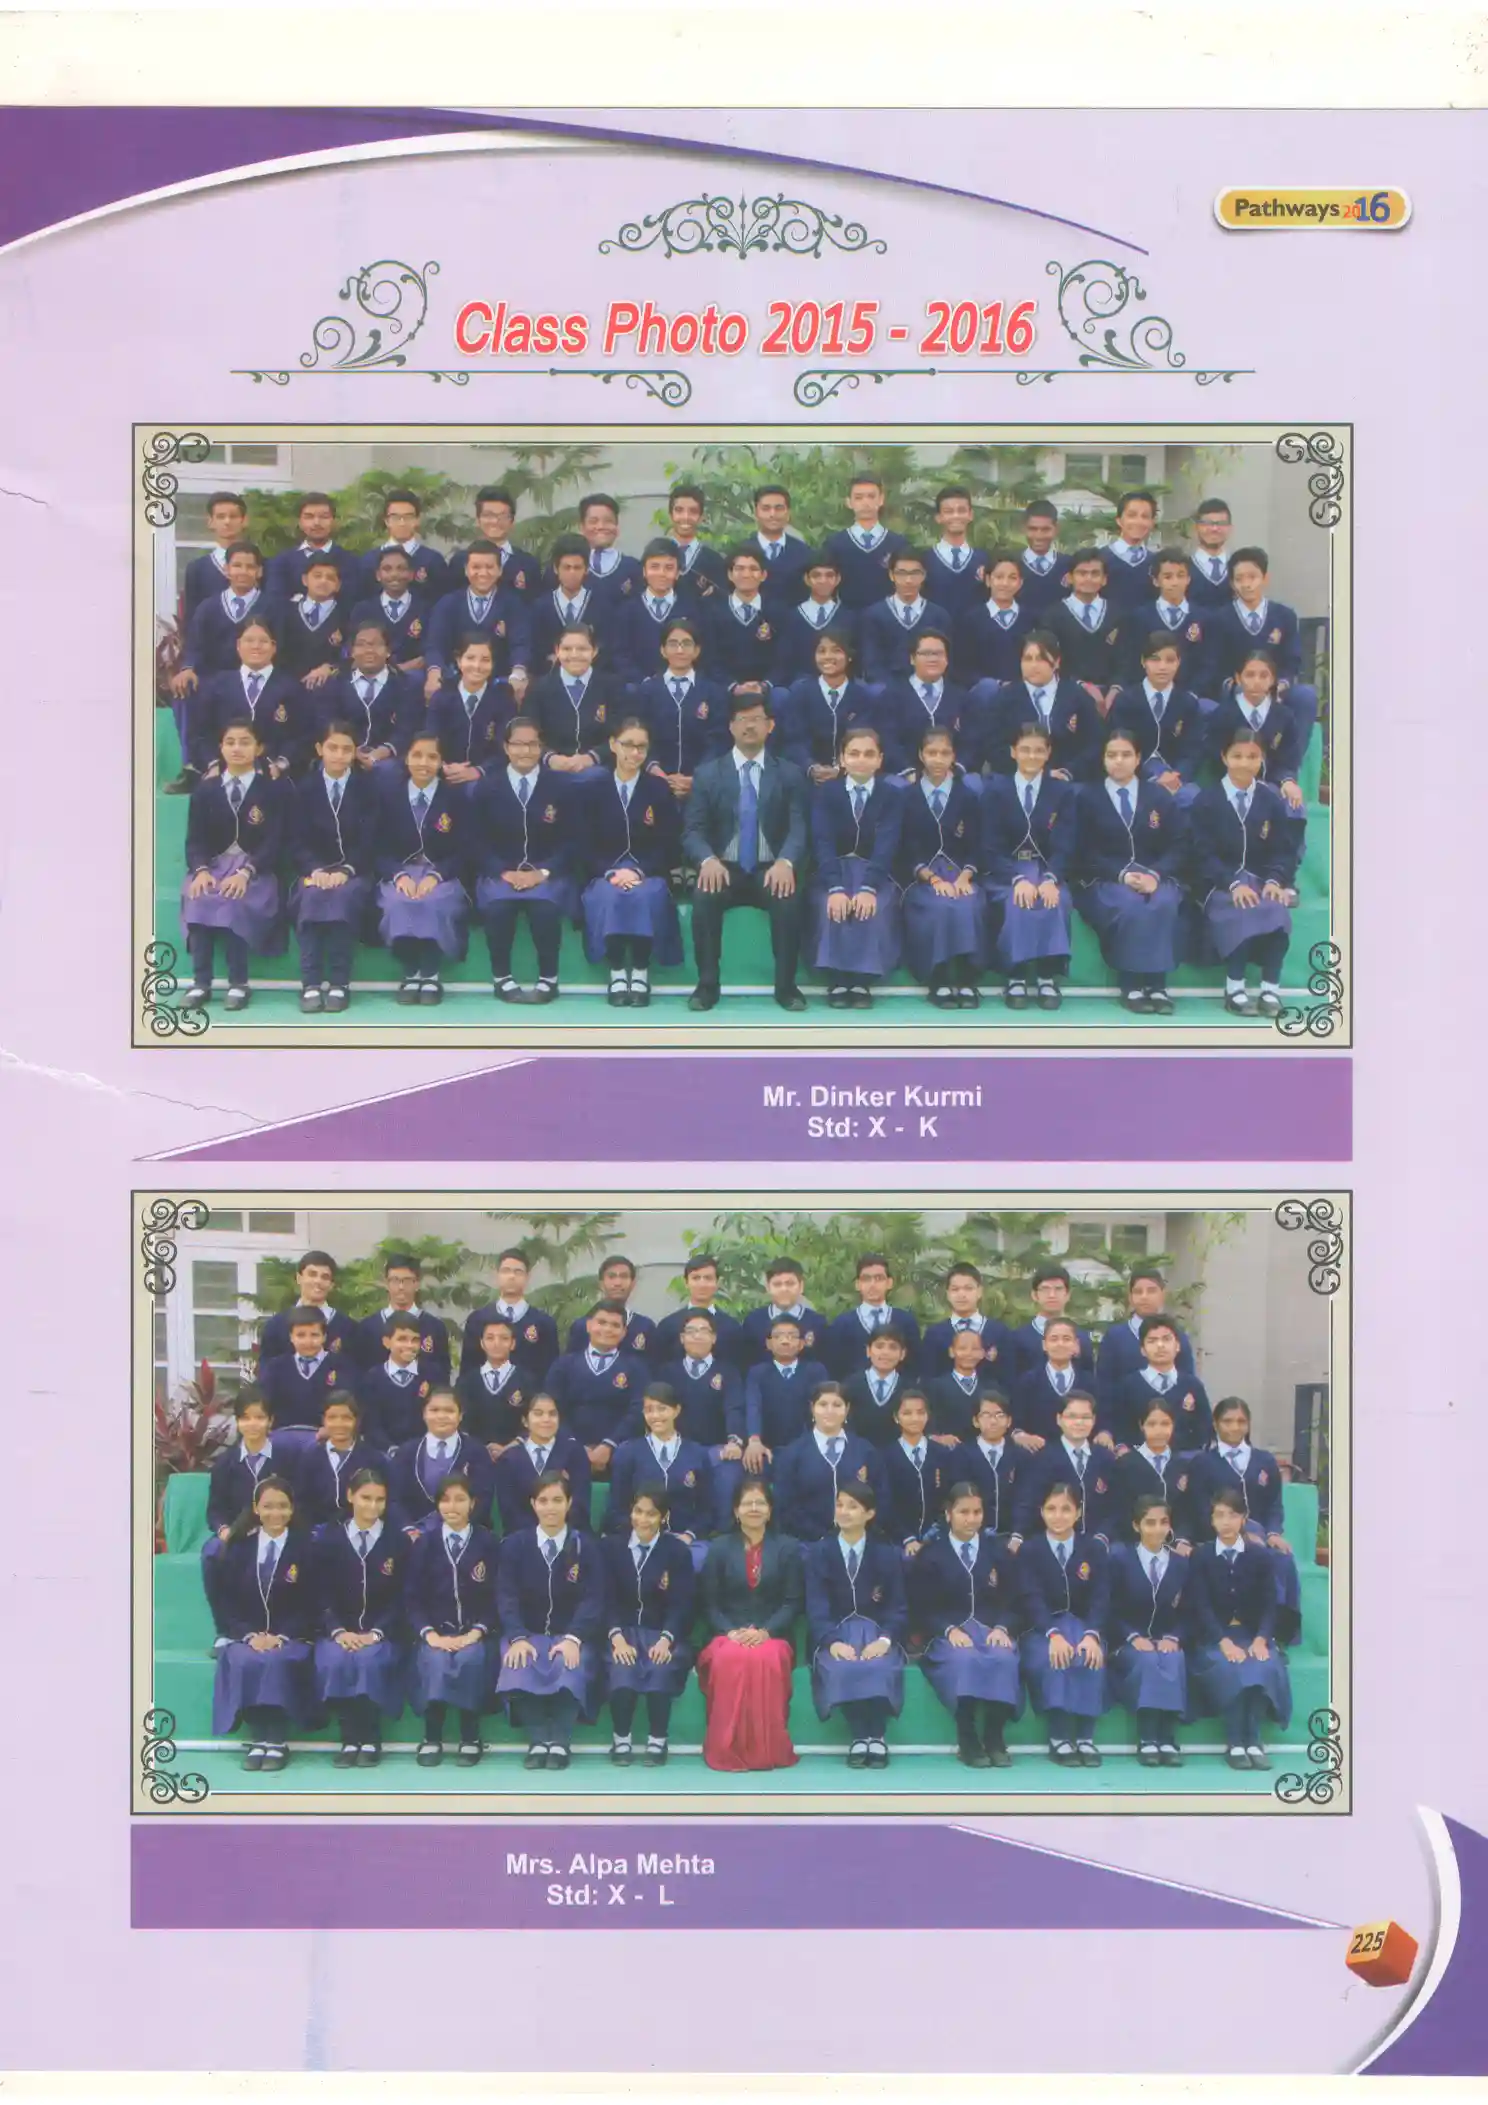 Pathways 2016
Class Photo 2015 - 2016
Mr. Dinker Kurmi
Std: X - K
Mrs. Alpa Mehta
Std: X - L
225